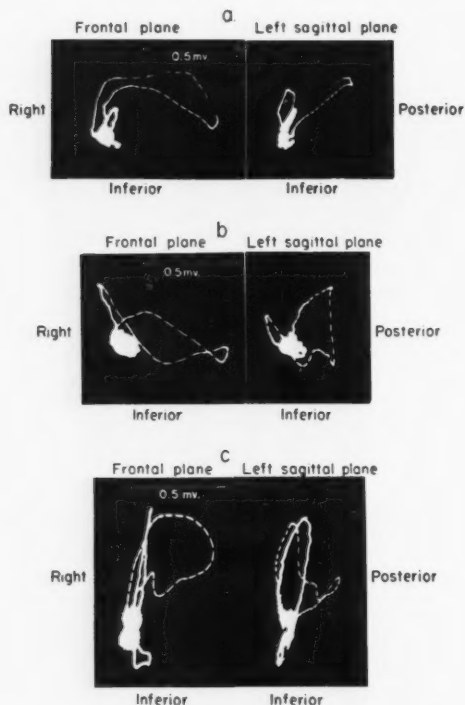 a.
Frontal plane Left sagittal plane
0.5 mv.
Right Posterior
Inferior Inferior
b
Frontal plane Left sagittal plane
0.5 mv.
Right Posterior
Inferior Inferior
c
Frontal plane Left sagittal plane
0.5 mv.
Right Posterior
Inferior Inferior